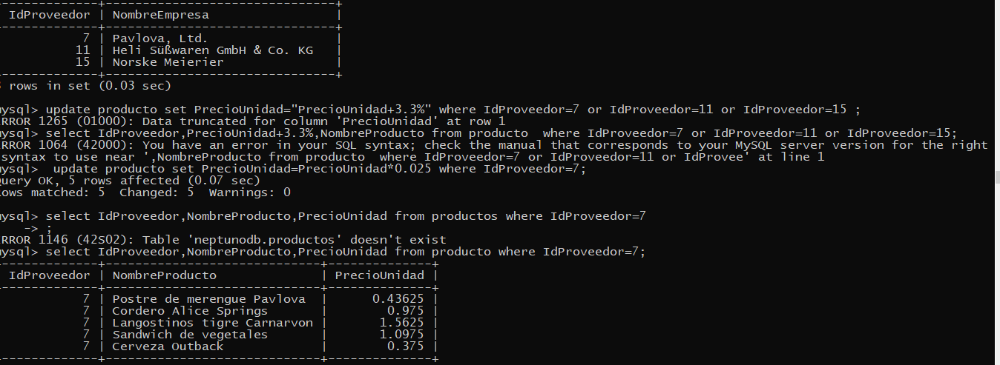 -------------+-------------------------------+
IdProveedor | NombreEmpresa                 |
-------------+-------------------------------+
          7 | Pavlova, Ltd.                 |
         11 | Heli Süßwaren GmbH & Co. KG   |
         15 | Norske Meierier               |
-------------+-------------------------------+
rows in set (0.03 sec)
mysql> update producto set PrecioUnidad="PrecioUnidad+3.3%" where IdProveedor=7 or IdProveedor=11 or IdProveedor=15 ;
RROR 1265 (01000): Data truncated for column 'PrecioUnidad' at row 1
mysql> select IdProveedor,PrecioUnidad+3.3%,NombreProducto from producto  where IdProveedor=7 or IdProveedor=11 or IdProveedor=15;
RROR 1064 (42000): You have an error in your SQL syntax; check the manual that corresponds to your MySQL server version for the right
syntax to use near ',NombreProducto from producto  where IdProveedor=7 or IdProveedor=11 or IdProvee' at line 1
mysql>  update producto set PrecioUnidad=PrecioUnidad*0.025 where IdProveedor=7;
Query OK, 5 rows affected (0.07 sec)
ows matched: 5  Changed: 5  Warnings: 0
mysql> select IdProveedor,NombreProducto,PrecioUnidad from productos where IdProveedor=7
    -> ;
RROR 1146 (42S02): Table 'neptunodb.productos' doesn't exist
mysql> select IdProveedor,NombreProducto,PrecioUnidad from producto where IdProveedor=7;
-------------+-----------------------------+--------------+
IdProveedor | NombreProducto              | PrecioUnidad |
-------------+-----------------------------+--------------+
          7 | Postre de merengue Pavlova  |      0.43625 |
          7 | Cordero Alice Springs       |        0.975 |
          7 | Langostinos tigre Carnarvon |       1.5625 |
          7 | Sandwich de vegetales       |       1.0975 |
          7 | Cerveza Outback             |        0.375 |
-------------+-----------------------------+--------------+